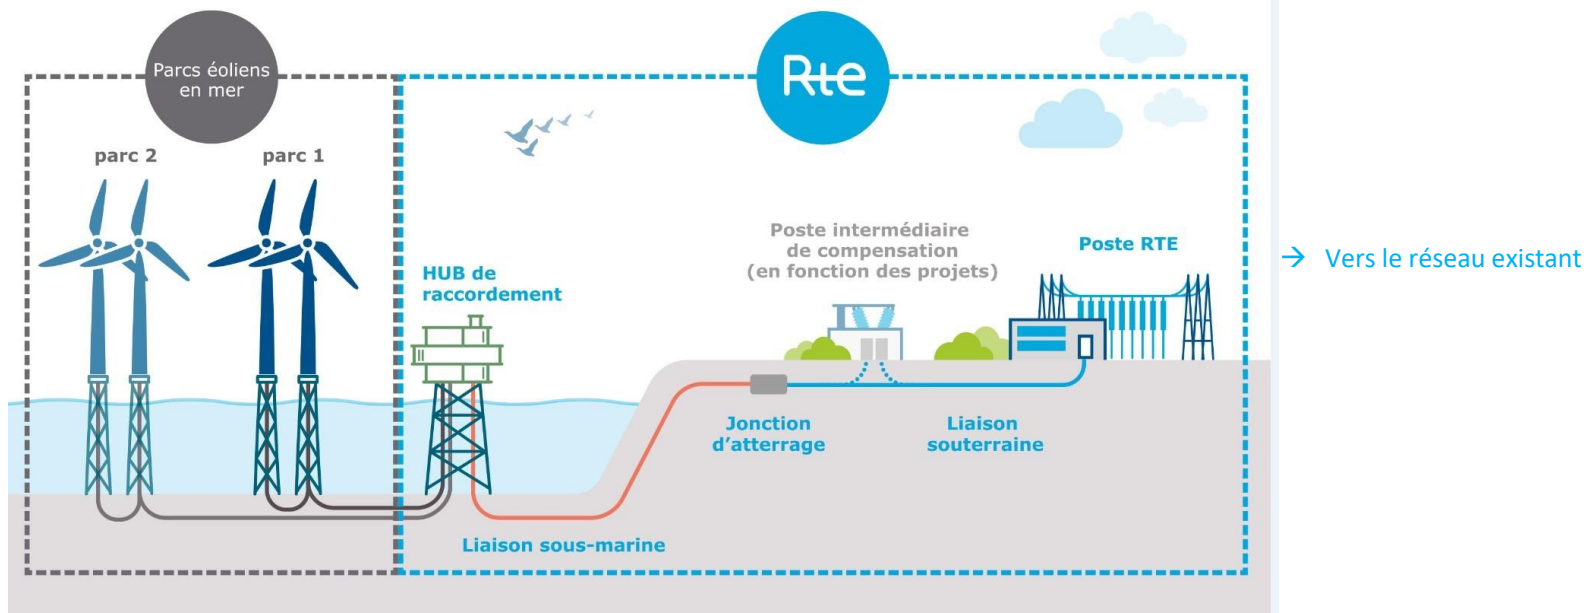 Parcs éoliens
en mer
Rte
parc 2
parc 1
Poste intermédiaire
de compensation
(en fonction des projets)
Poste RTE
→ Vers le réseau existant
HUB de
raccordement
Jonction
d’atterrage
Liaison
souterraine
Liaison sous-marine